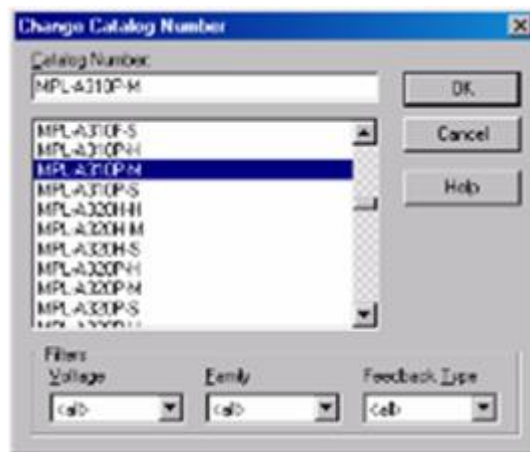 Change Catalog Number
Catalog Number:
MPL-A310P-M
OK
MPL-A310F-S
MPL-A310P-H
MPL-A310P-M
MPL-A310P-S
MPL-A320H-H
MPL-A320H-M
MPL-A320H-S
MPL-A320P-H
MPL-A320P-M
MPL-A320P-S
Cancel
Help
Filters
Voltage
Family
Feedback Type
<all>
<all>
<all>